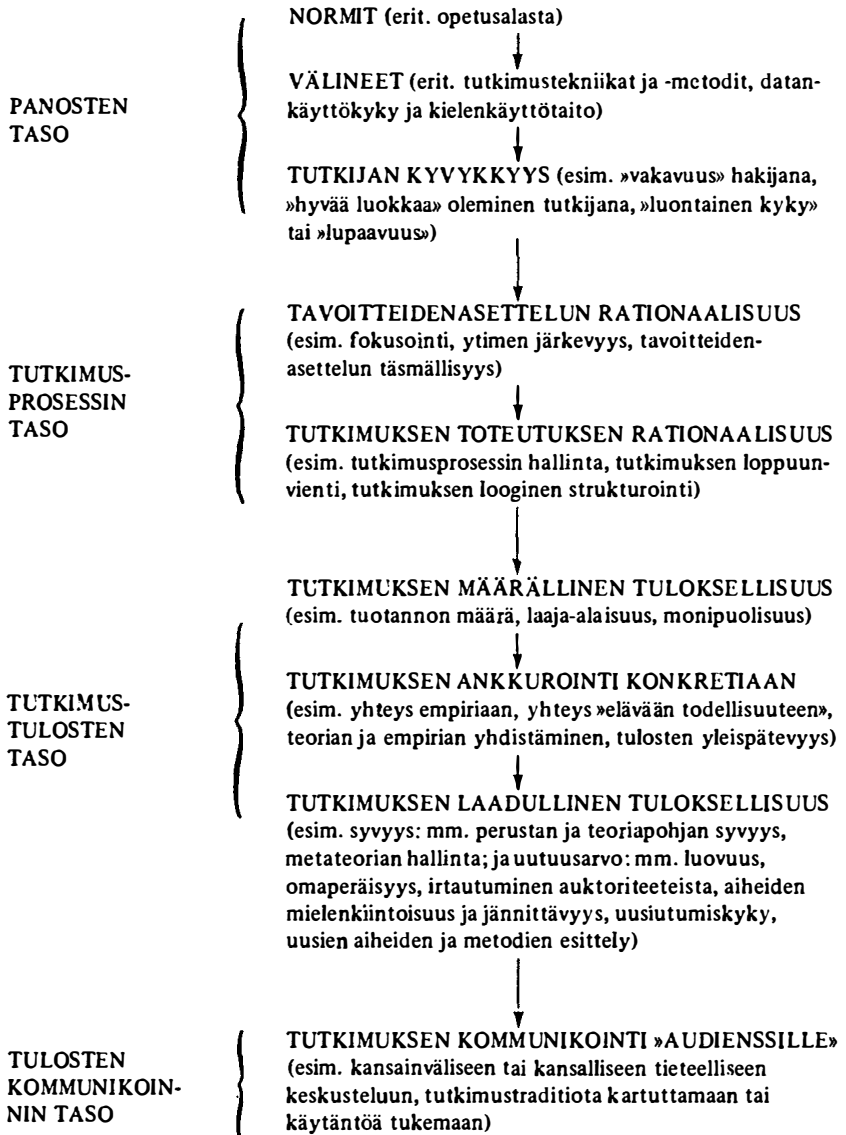 NORMIT (erit. opetusalasta)
PANOSTEN
TASO
VÄLINEET (erit. tutkimustekniikat ja -metodit, datan-
käyttökyky ja kielenkäyttötaito)
TUTKIJAN KYVYKKYYS (esim. »vakavuus» hakijana,
»hyvää luokkaa» oleminen tutkijana, »luontainen kyky»
tai »lupaavuus»)
TUTKIMUS-
PROSESSIN
TASO
TAVOITTEIDENASETTELUN RATIONAALISUUS
(esim. fokusointi, ytimen järkevyys, tavoitteiden-
asettelun täsmällisyys)
TUTKIMUKSEN TOTEUTUKSEN RATIONAALISUUS
(esim. tutkimusprosessin hallinta, tutkimuksen loppuun-
vienti, tutkimuksen looginen strukturointi)
TUTKIMUS-
TULOSTEN
TASO
TUTKIMUKSEN MÄÄRÄLLINEN TULOKSELLISUUS
(esim. tuotannon määrä, laaja-alaisuus, monipuolisuus)
TUTKIMUKSEN ANKKUROINTI KONKRETIAAN
(esim. yhteys empiriaan, yhteys »elävään todellisuuteen»,
teorian ja empirian yhdistäminen, tulosten yleispätevyys)
TUTKIMUKSEN LAADULLINEN TULOKSELLISUUS
(esim. syvyys: mm. perustan ja teoriapohjan syvyys,
metateorian hallinta; ja uutuusarvo: mm. luovuus,
omaperäisyys, irtautuminen auktoriteeteista, aiheiden
mielenkiintoisuus ja jännittävyys, uusiutumiskyky,
uusien aiheiden ja metodien esittely)
TULOSTEN
KOMMUNIKOIN-
NIN TASO
TUTKIMUKSEN KOMMUNIKOINTI »AUDIENSSILLE»
(esim. kansainväliseen tai kansalliseen tieteelliseen
keskusteluun, tutkimustraditiota kartuttamaan tai
käytäntöä tukemaan)